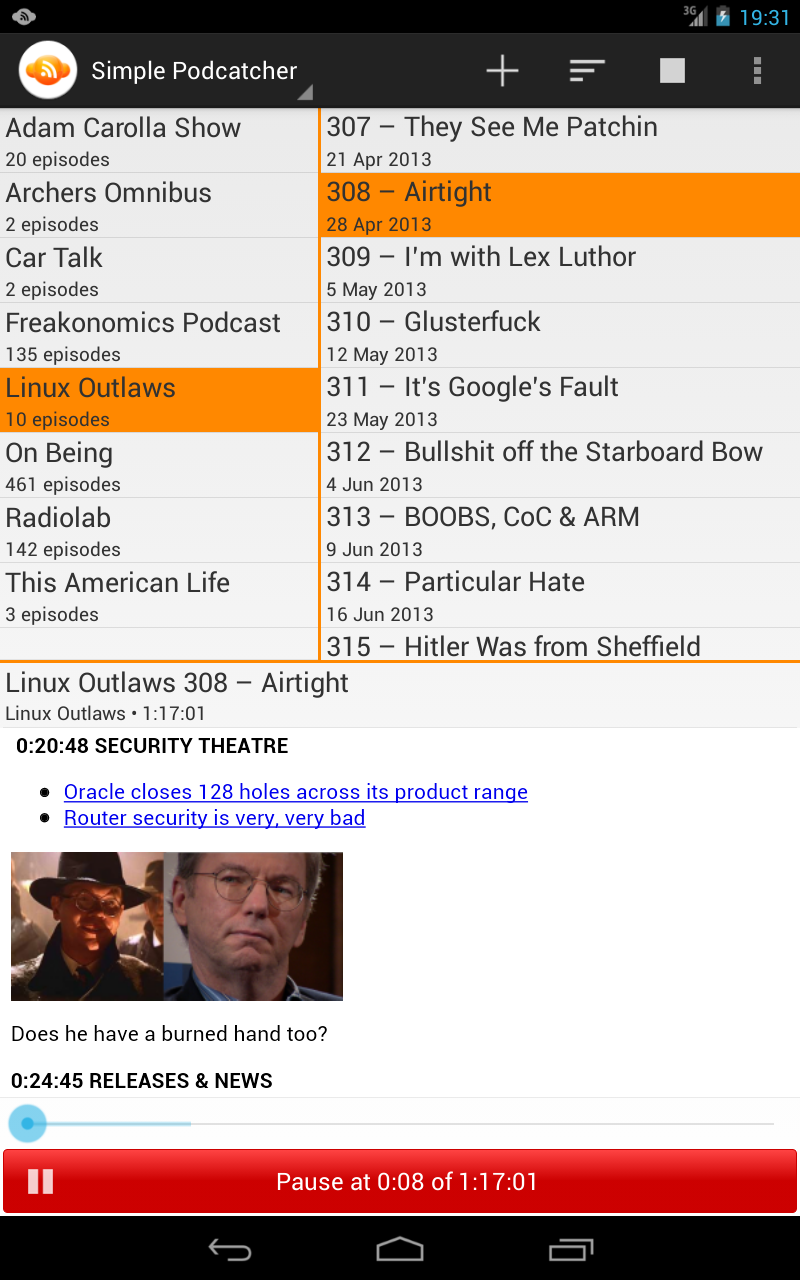 3G 19:31
Simple Podcatcher
Adam Carolla Show
20 episodes
Archers Omnibus
2 episodes
Car Talk
2 episodes
Freakonomics Podcast
135 episodes
Linux Outlaws
10 episodes
On Being
461 episodes
Radiolab
142 episodes
This American Life
3 episodes
307 – They See Me Patchin
21 Apr 2013
308 – Airtight
28 Apr 2013
309 – I'm with Lex Luthor
5 May 2013
310 – Glusterfuck
12 May 2013
311 – It's Google's Fault
23 May 2013
312 – Bullshit off the Starboard Bow
4 Jun 2013
313 – BOOBS, CoC & ARM
9 Jun 2013
314 – Particular Hate
16 Jun 2013
315 – Hitler Was from Sheffield
Linux Outlaws 308 – Airtight
Linux Outlaws • 1:17:01
0:20:48 SECURITY THEATRE
• Oracle closes 128 holes across its product range
• Router security is very, very bad
Does he have a burned hand too?
0:24:45 RELEASES & NEWS
Pause at 0:08 of 1:17:01